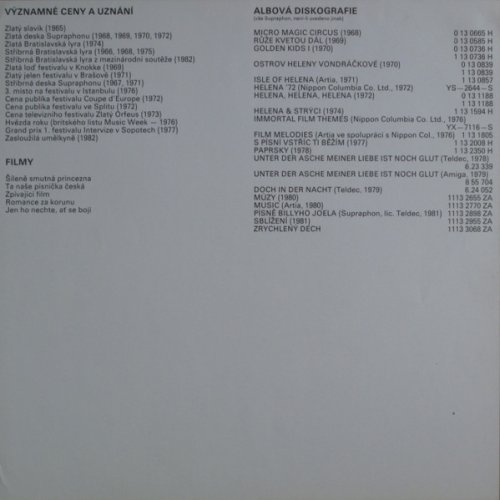 VÝZNAMNÉ CENY A UZNÁNÍ
Zlatý slavík (1965)
Zlatá deska Supraphonu (1968, 1969, 1970, 1972)
Zlatá Bratislavská lyra (1974)
Stříbrná Bratislavská lyra (1966, 1968, 1975)
Stříbrná Bratislavská lyra z mezinárodní soutěže (1982)
Zlatá loď festivalu v Knokke (1968)
Zlatý jelen festivalu v Brašově (1971)
Stříbrná deska Supraphonu (1967, 1971)
3. místo na festivalu v Istanbulu (1976)
Cena publika festivalu Coupe d'Europe (1972)
Cena publika festivalu ve Splitu (1972)
Cena televizního festivalu Zlatý Orfeus (1973)
Hvězda roku (britského listu Music Week – 1976)
Grand prix 1. festivalu Intervize v Sopotech (1977)
Zasloužilá umělkyně (1982)
FILMY
Šíleně smutná princezna
Ta naše písnička česká
Zpívající film
Romance za korunu
Jen ho nechte, ať se bojí
ALBOVÁ DISKOGRAFIE
(vše Supraphon, není-li uvedeno jinak)
MICRO MAGIC CIRCUS (1968) 0 13 0665 H
RŮŽE KVETOU DÁL (1969) 0 13 0585 H
GOLDEN KIDS I (1970) 0 13 0736 H
1 13 0736 H
OSTROV HELENY VONDRÁČKOVÉ (1970) 0 13 0839
1 13 0839
ISLE OF HELENA (Artia, 1971) 1 13 0857
HELENA '72 (Nippon Columbia Co. Ltd., 1972) YS–2644–S
HELENA, HELENA, HELENA (1972) 0 13 1188
1 13 1188
HELENA & STRÝCI (1974) 1 13 1594 H
IMMORTAL FILM THEMES (Nippon Columbia Co. Ltd., 1976)
YX–7116–S
FILM MELODIES (Artia ve spolupráci s Nippon Col., 1976) 1 13 1805
S PÍSNÍ VSTŘÍC TI BĚŽÍM (1977) 1 13 2008 H
PAPRSKY (1978) 1 13 2350 H
UNTER DER ASCHE MEINER LIEBE IST NOCH GLUT (Teldec, 1978)
6.23 339
UNTER DER ASCHE MEINER LIEBE IST NOCH GLUT (Amiga, 1979)
8 55 704
DOCH IN DER NACHT (Teldec, 1979) 6.24 052
MÚZY (1980) 1113 2655 ZA
MUSIC (Artia, 1980) 1113 2770 ZA
PÍSNĚ BILLYHO JOELA (Supraphon, lic. Teldec, 1981) 1113 2898 ZA
SBLÍŽENÍ (1981) 1113 2955 ZA
ZRYCHLENÝ DECH 1113 3068 ZA